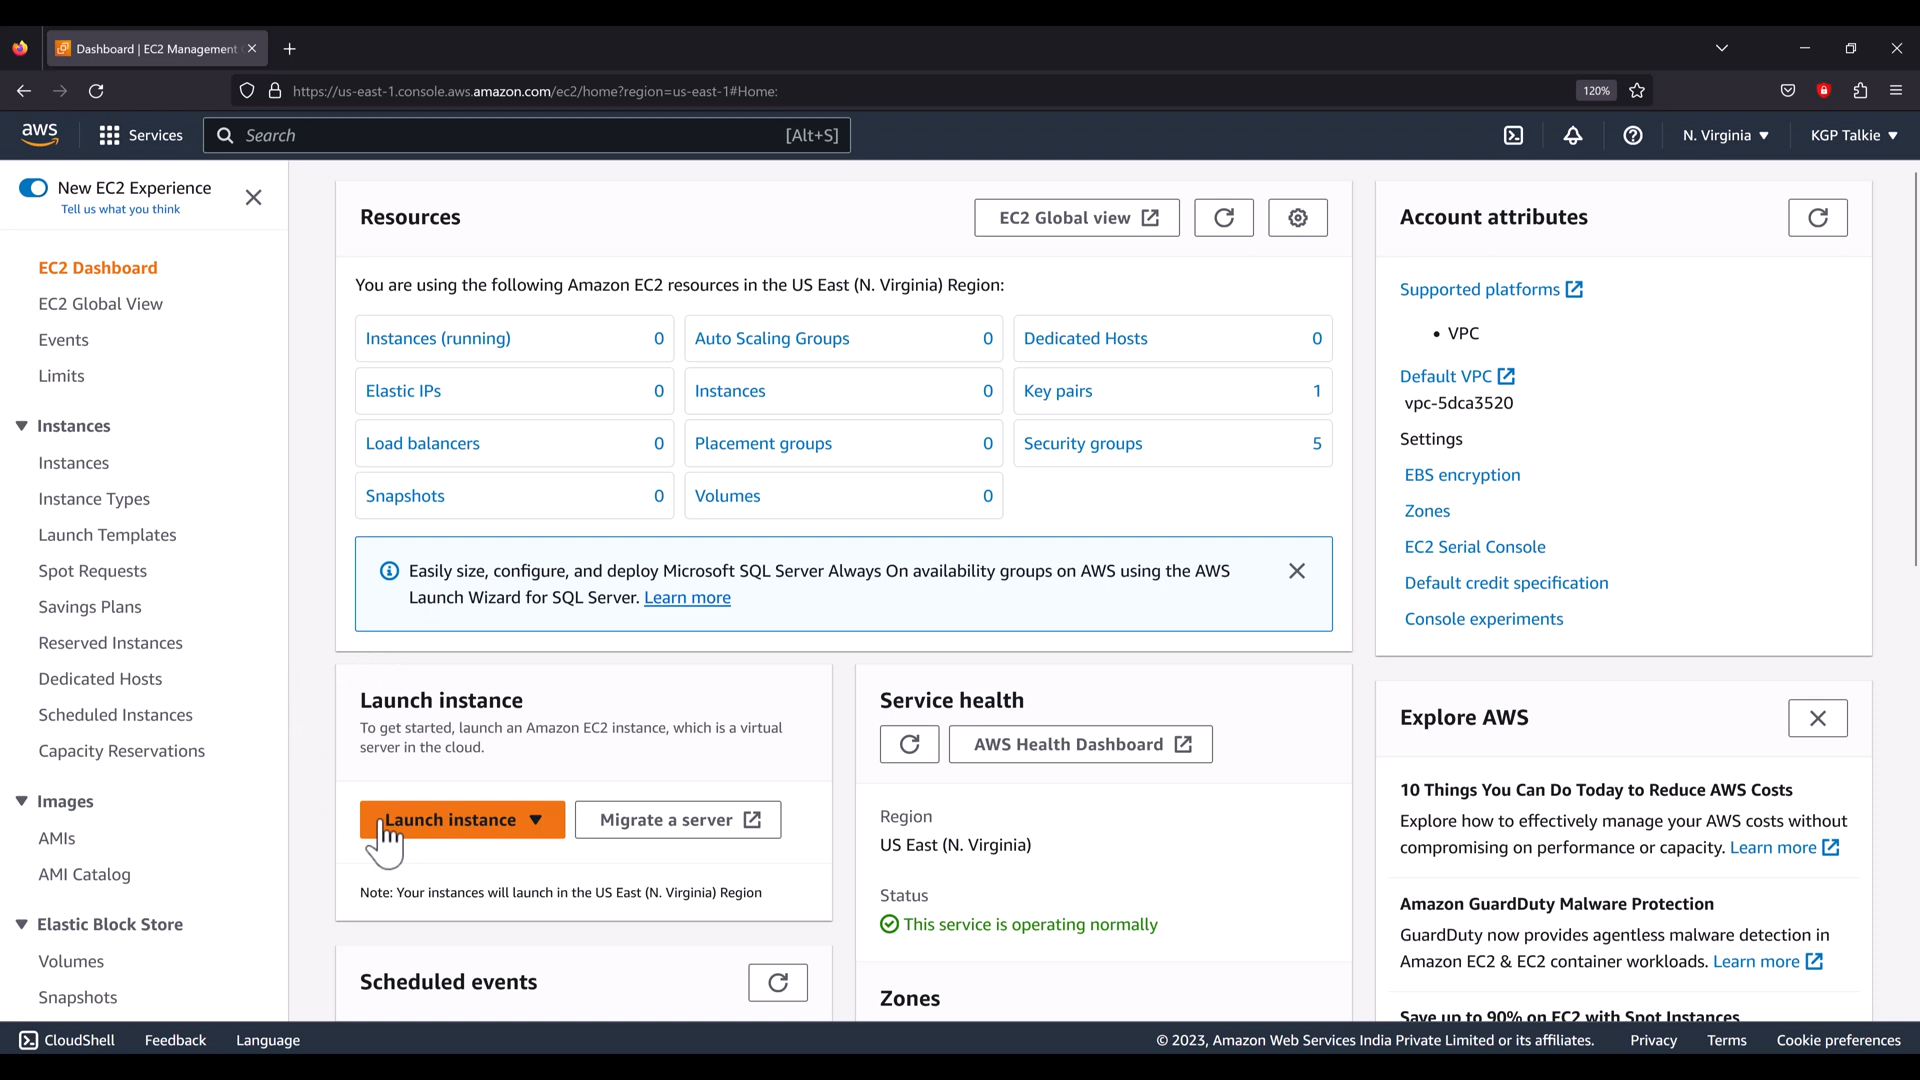 Dashboard | EC2 Management
https://us-east-1.console.aws.amazon.com/ec2/home?region=us-east-1#Home:
120%
aws
Services
Search
[Alt+S]
N. Virginia
KGP Talkie
New EC2 Experience
Tell us what you think
EC2 Dashboard
EC2 Global View
Events
Limits
Instances
Instances
Instance Types
Launch Templates
Spot Requests
Savings Plans
Reserved Instances
Dedicated Hosts
Scheduled Instances
Capacity Reservations
Images
AMIs
AMI Catalog
Elastic Block Store
Volumes
Snapshots
Resources
EC2 Global view
You are using the following Amazon EC2 resources in the US East (N. Virginia) Region:
Instances (running) 0
Auto Scaling Groups 0
Dedicated Hosts 0
Elastic IPs 0
Instances 0
Key pairs 1
Load balancers 0
Placement groups 0
Security groups 5
Snapshots 0
Volumes 0
Easily size, configure, and deploy Microsoft SQL Server Always On availability groups on AWS using the AWS
Launch Wizard for SQL Server. Learn more
Launch instance
To get started, launch an Amazon EC2 instance, which is a virtual
server in the cloud.
Launch instance
Migrate a server
Note: Your instances will launch in the US East (N. Virginia) Region
Scheduled events
Service health
AWS Health Dashboard
Region
US East (N. Virginia)
Status
This service is operating normally
Zones
Account attributes
Supported platforms
• VPC
Default VPC
vpc-5dca3520
Settings
EBS encryption
Zones
EC2 Serial Console
Default credit specification
Console experiments
Explore AWS
10 Things You Can Do Today to Reduce AWS Costs
Explore how to effectively manage your AWS costs without
compromising on performance or capacity. Learn more
Amazon GuardDuty Malware Protection
GuardDuty now provides agentless malware detection in
Amazon EC2 & EC2 container workloads. Learn more
Save up to 90% on EC2 with Spot Instances
CloudShell
Feedback
Language
© 2023, Amazon Web Services India Private Limited or its affiliates.
Privacy
Terms
Cookie preferences